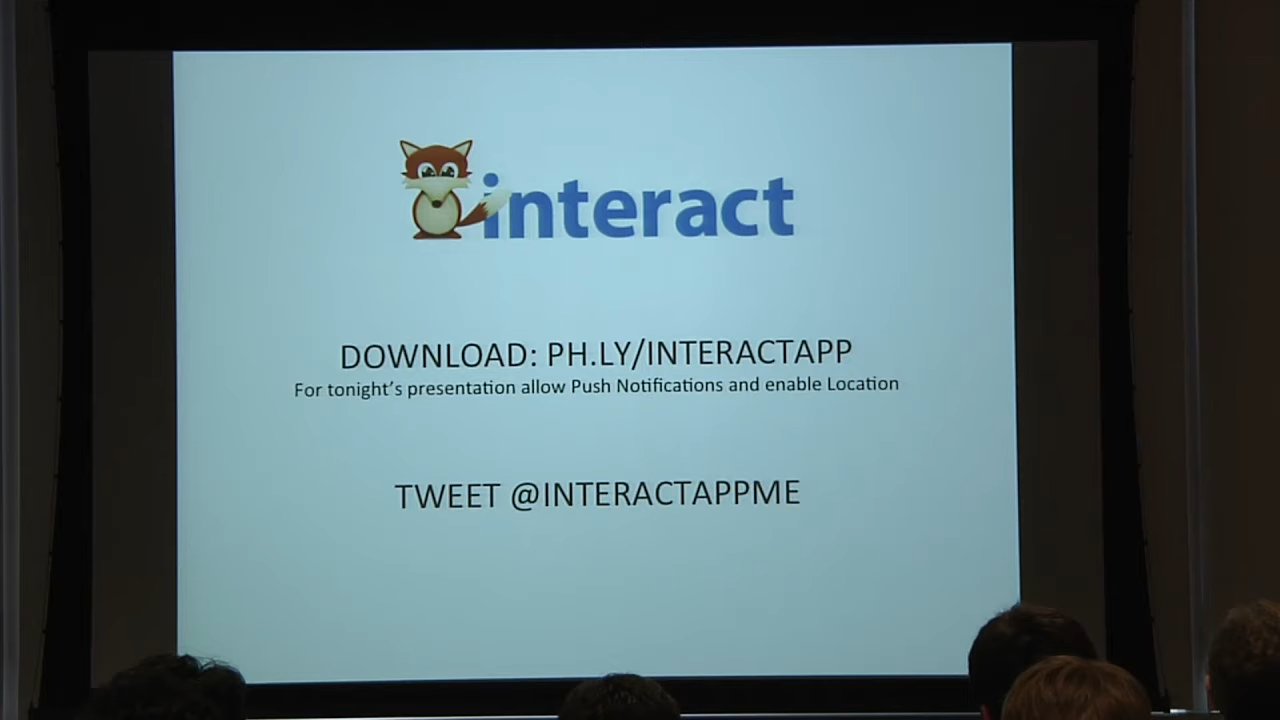 interact
DOWNLOAD: PH.LY/INTERACTAPP
For tonight's presentation allow Push Notifications and enable Location
TWEET @INTERACTAPPME